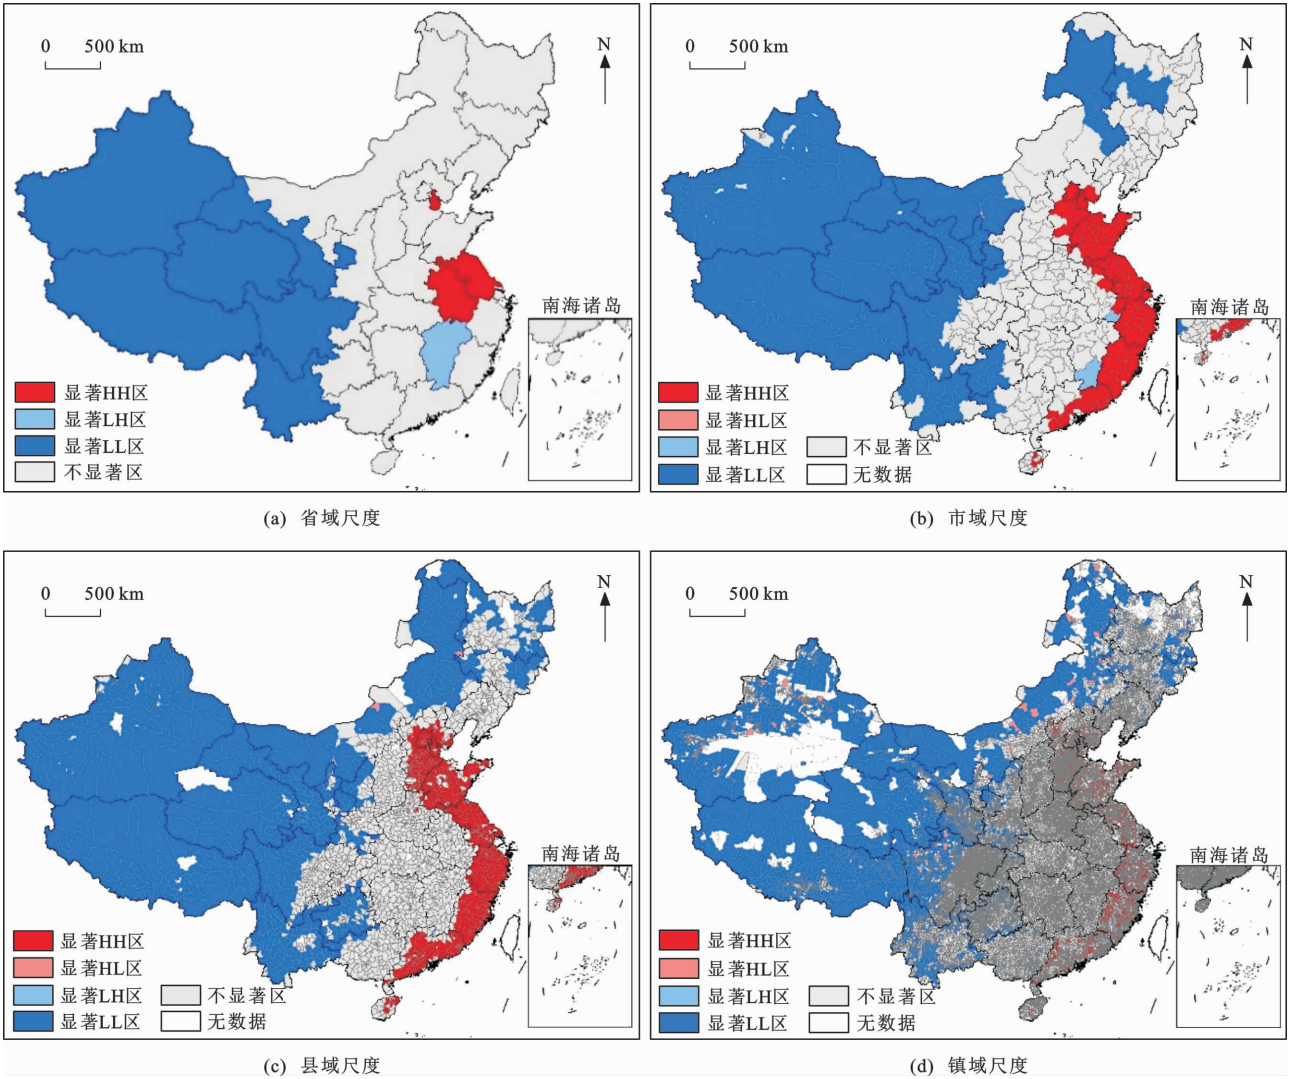 0 500 km
N
南海诸岛
显著HH区
显著LH区
显著LL区
不显著区
(a) 省域尺度
0 500 km
N
南海诸岛
显著HH区
显著HL区
显著LH区
不显著区
显著LL区
无数据
(b) 市域尺度
0 500 km
N
南海诸岛
显著HH区
显著HL区
显著LH区
不显著区
显著LL区
无数据
(c) 县域尺度
0 500 km
N
南海诸岛
显著HH区
显著HL区
显著LH区
不显著区
显著LL区
无数据
(d) 镇域尺度